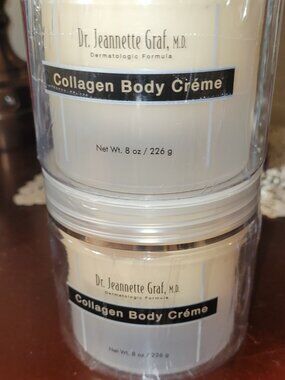 Dr. Jeannette Graf, M.D.
Dermatologic Formula
Collagen Body Créme
Net Wt. 8 oz / 226 g
Dr. Jeannette Graf, M.D.
Dermatologic Formula
Collagen Body Créme
Net Wt. 8 oz / 226 g